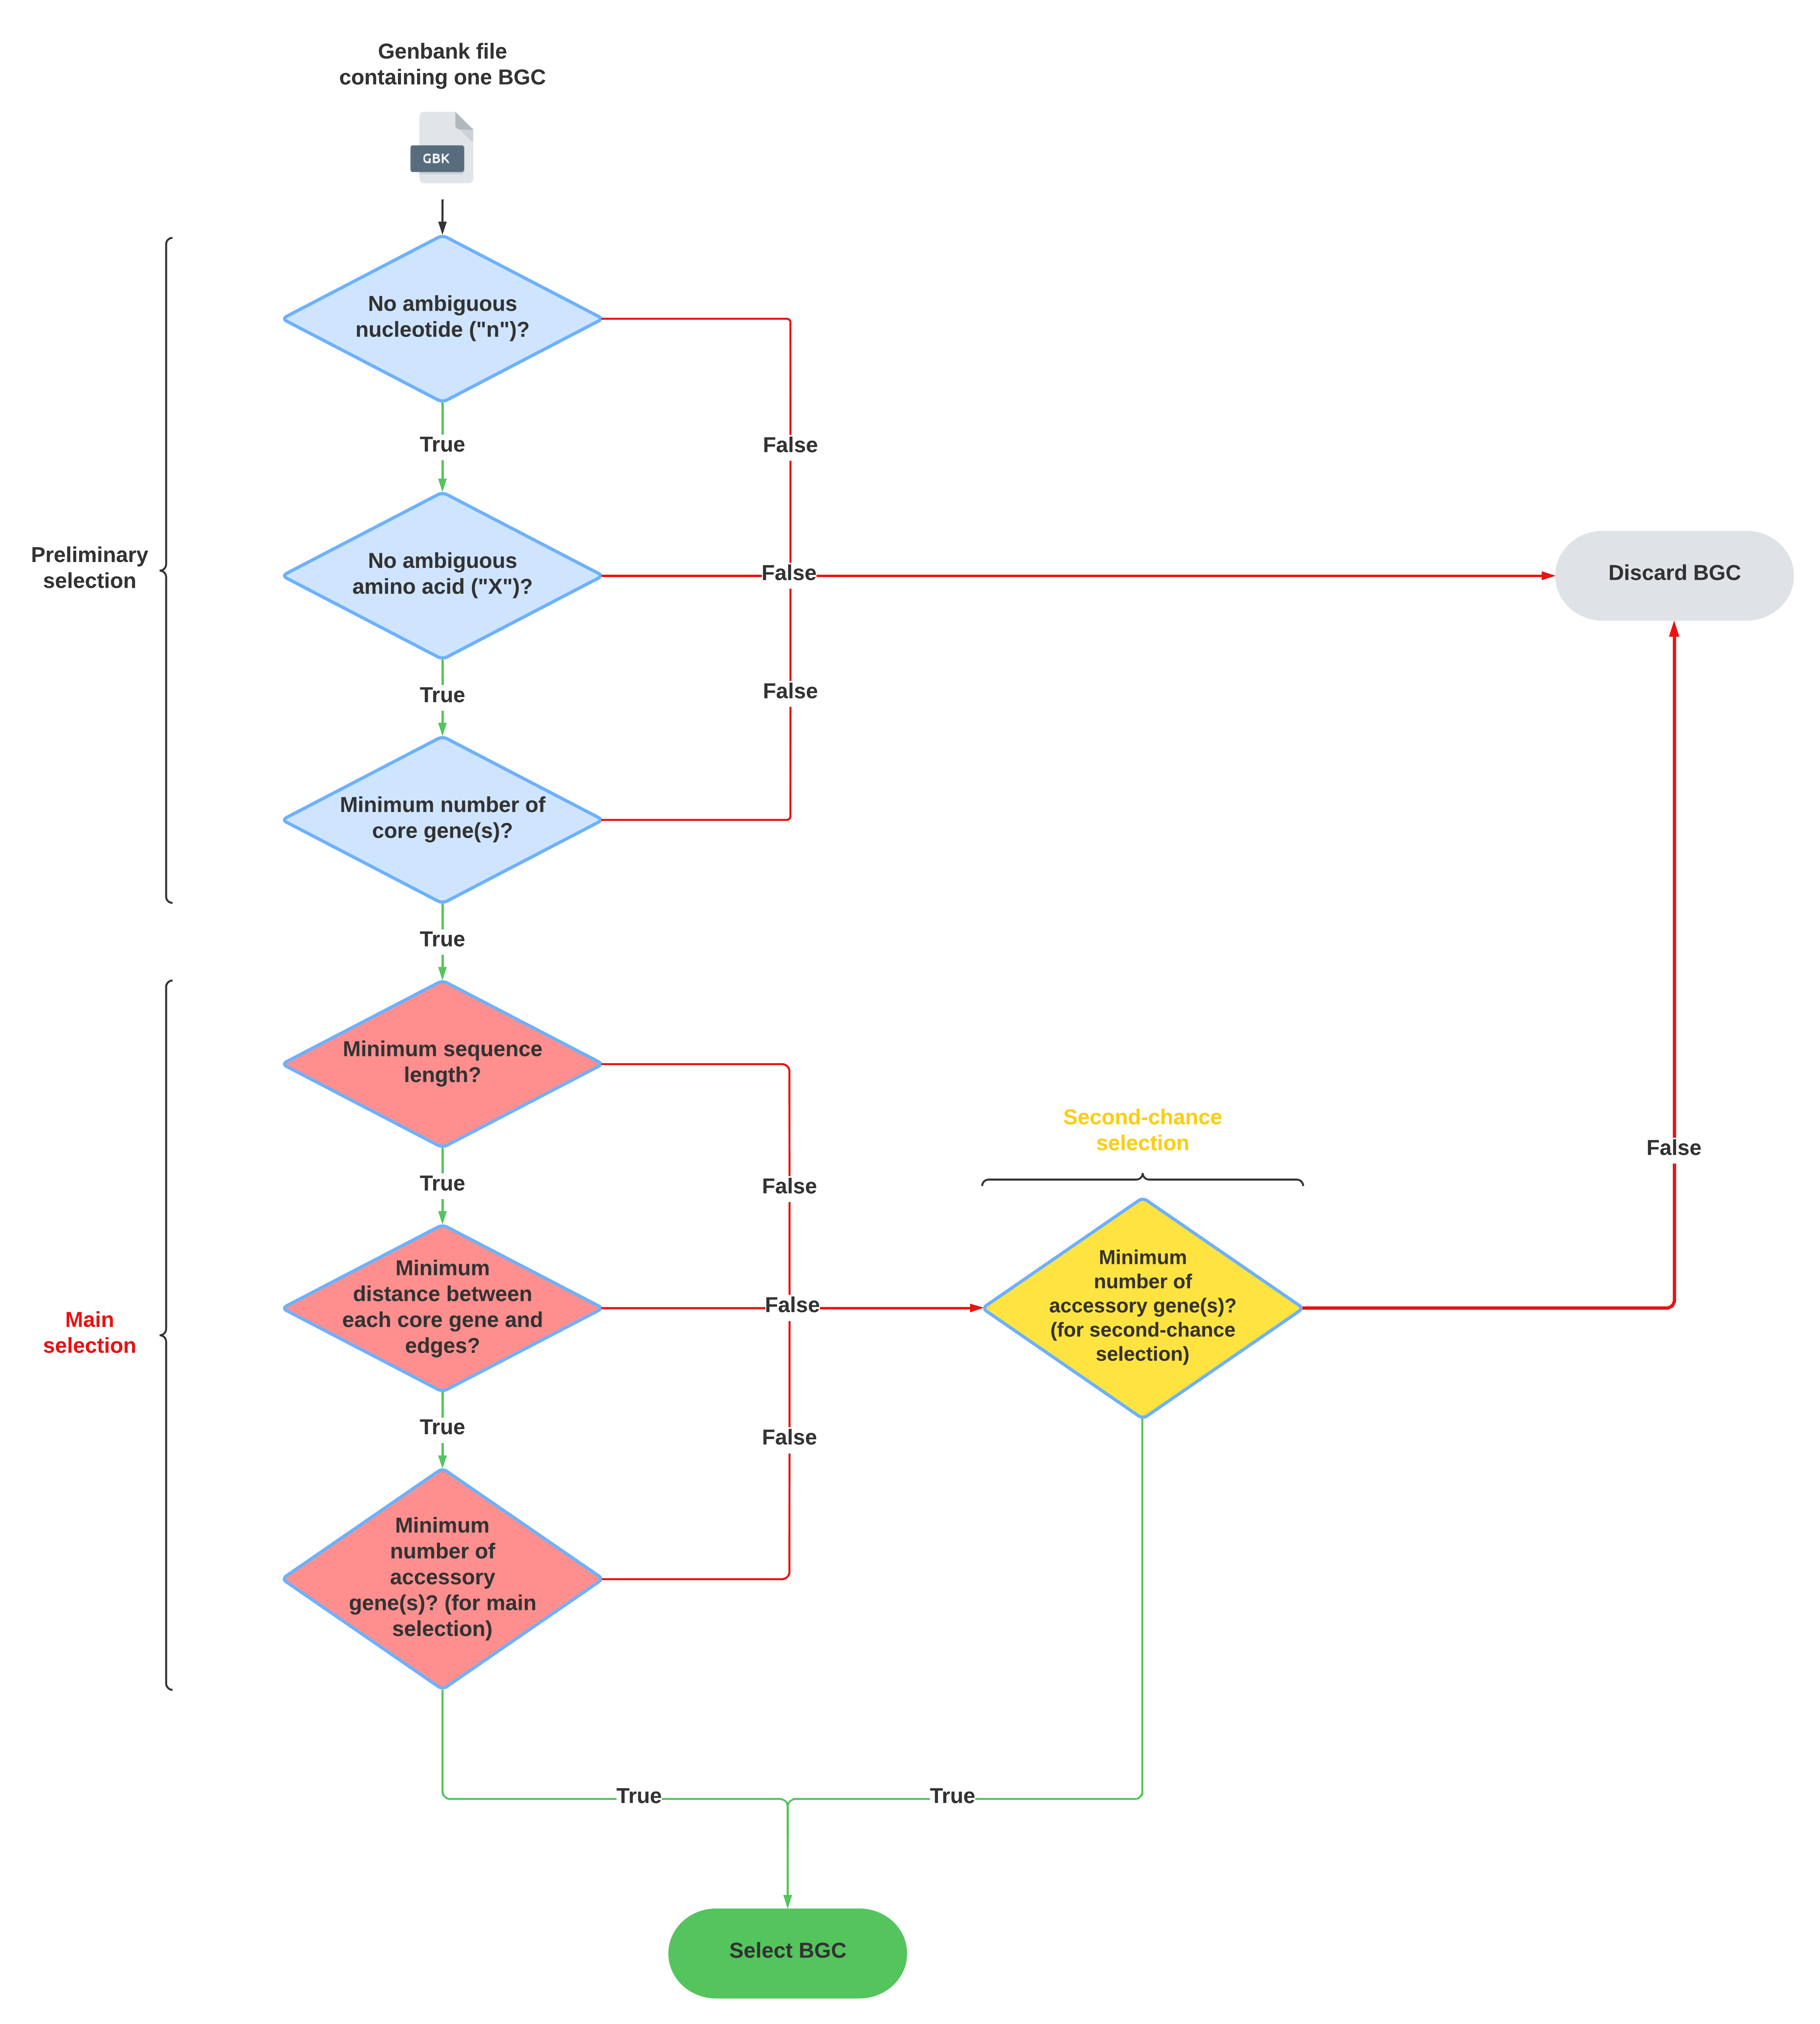 Genbank file
containing one BGC
GBK
No ambiguous
nucleotide ("n")?
True
False
Preliminary
selection
No ambiguous
amino acid ("X")?
False
Discard BGC
True
False
Minimum number of
core gene(s)?
True
Minimum sequence
length?
True
False
Second-chance
selection
False
Main
selection
Minimum
distance between
each core gene and
edges?
False
Minimum
number of
accessory gene(s)?
(for second-chance
selection)
True
False
Minimum
number of
accessory
gene(s)? (for main
selection)
True
True
Select BGC